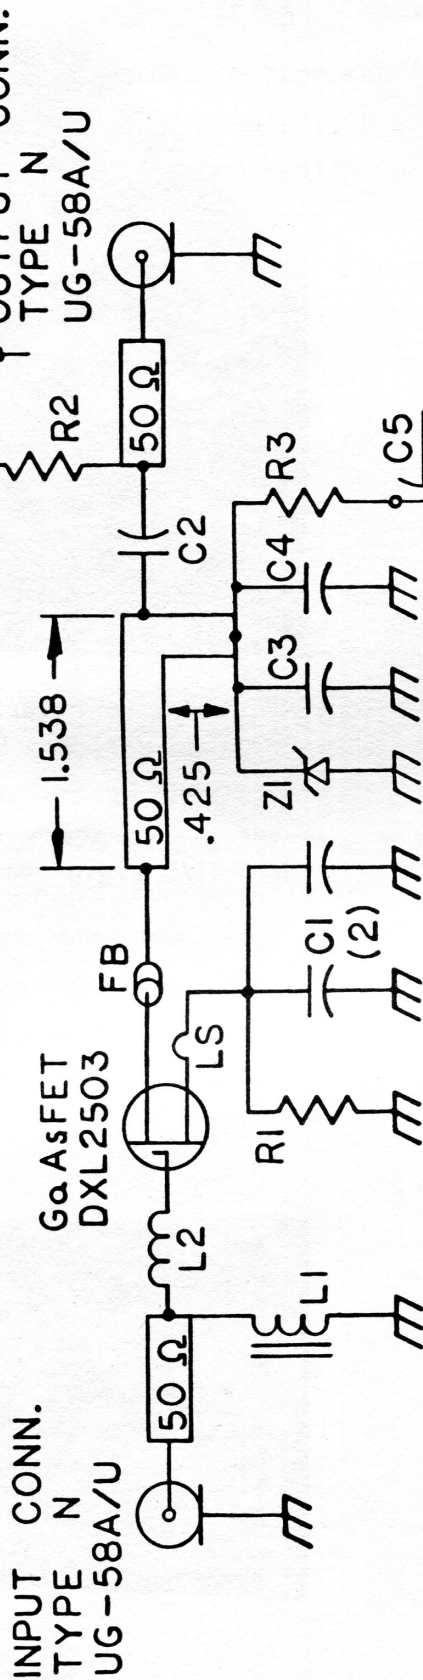 INPUT CONN.
TYPE N
UG-58A/U
50 Ω
L1
L2
GaAsFET
DXL2503
LS
R1
C1
(2)
FB
50 Ω
1.538
.425
Z1
C3
C4
R3
C5
C2
50 Ω
R2
OUTPUT CONN.
TYPE N
UG-58A/U